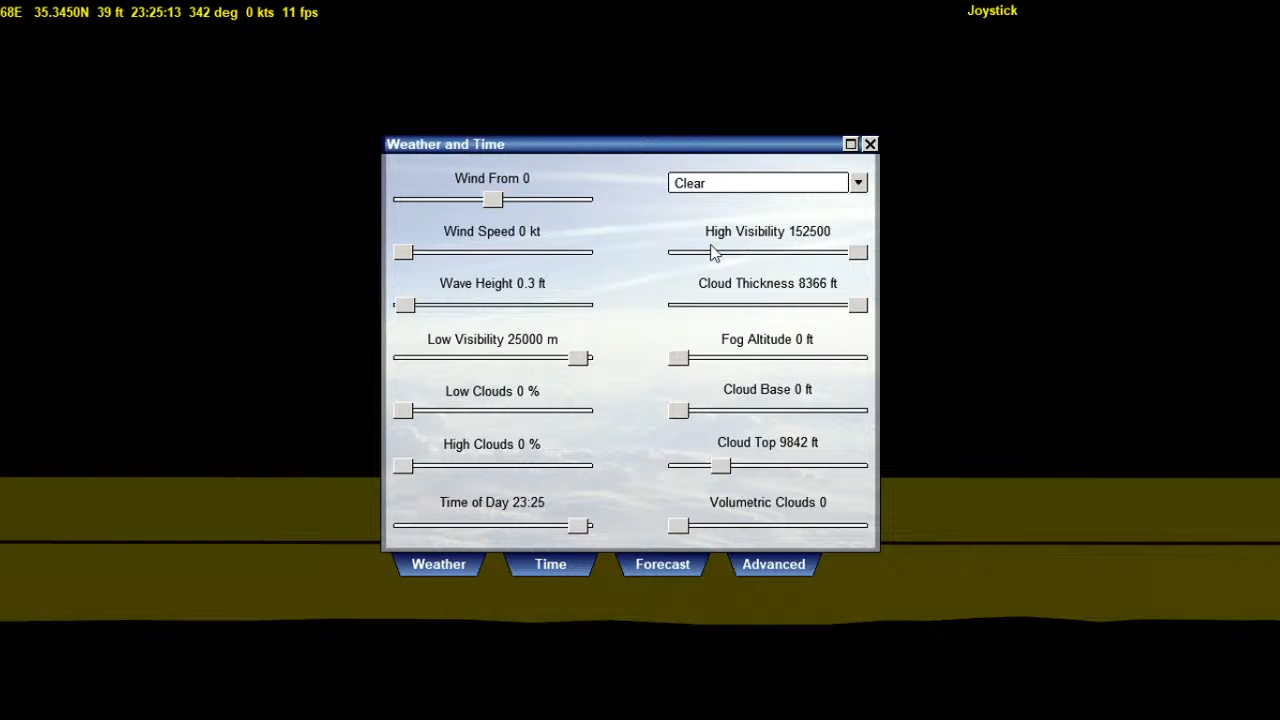 68E 35.3450N 39 ft 23:25:13 342 deg 0 kts 11 fps
Joystick
Weather and Time
Wind From 0
Clear
Wind Speed 0 kt
High Visibility 152500
Wave Height 0.3 ft
Cloud Thickness 8366 ft
Low Visibility 25000 m
Fog Altitude 0 ft
Low Clouds 0 %
Cloud Base 0 ft
High Clouds 0 %
Cloud Top 9842 ft
Time of Day 23:25
Volumetric Clouds 0
Weather
Time
Forecast
Advanced